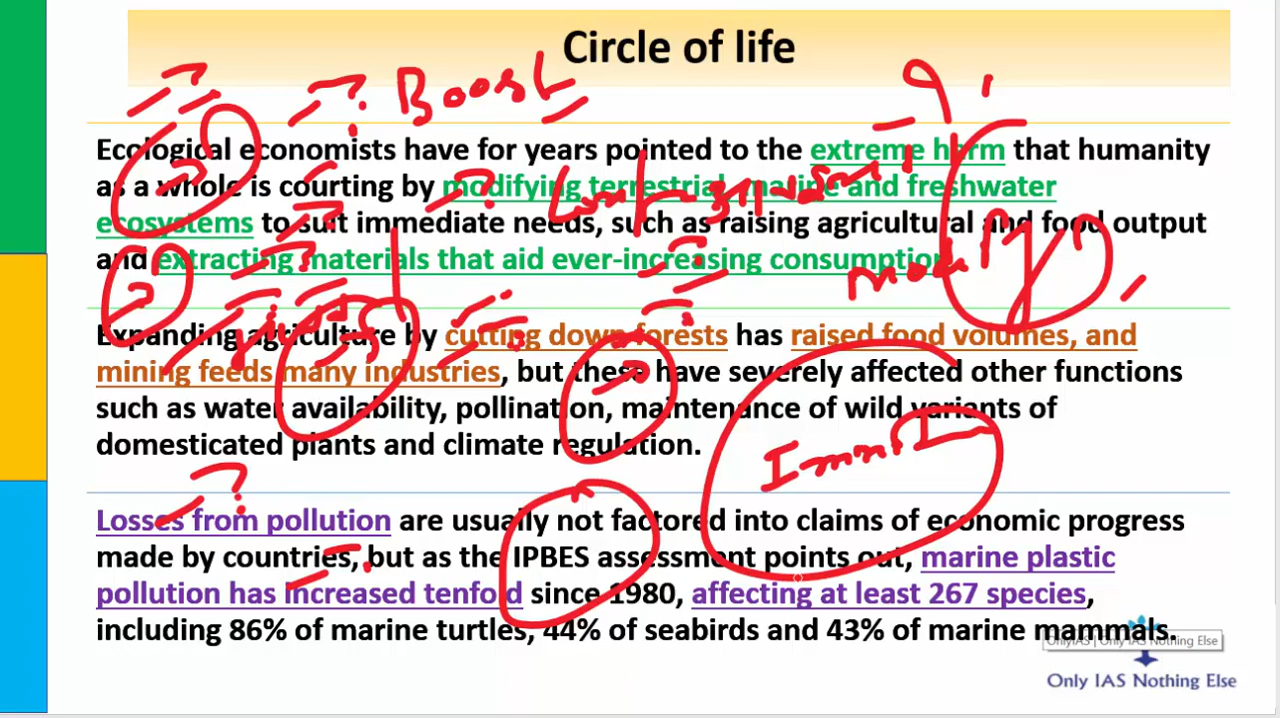 Circle of life
Boost
Ecological economists have for years pointed to the extreme harm that humanity
as a whole is courting by modifying terrestrial, marine and freshwater
ecosystems to suit immediate needs, such as raising agricultural and food output
and extracting materials that aid ever-increasing consumption
Expanding agriculture by cutting down forests has raised food volumes, and
mining feeds many industries, but these have severely affected other functions
such as water availability, pollination, maintenance of wild variants of
domesticated plants and climate regulation.
Losses from pollution are usually not factored into claims of economic progress
made by countries, but as the IPBES assessment points out, marine plastic
pollution has increased tenfold since 1980, affecting at least 267 species,
including 86% of marine turtles, 44% of seabirds and 43% of marine mammals.
OnlyIAS | Only IAS Nothing Else
Only IAS Nothing Else